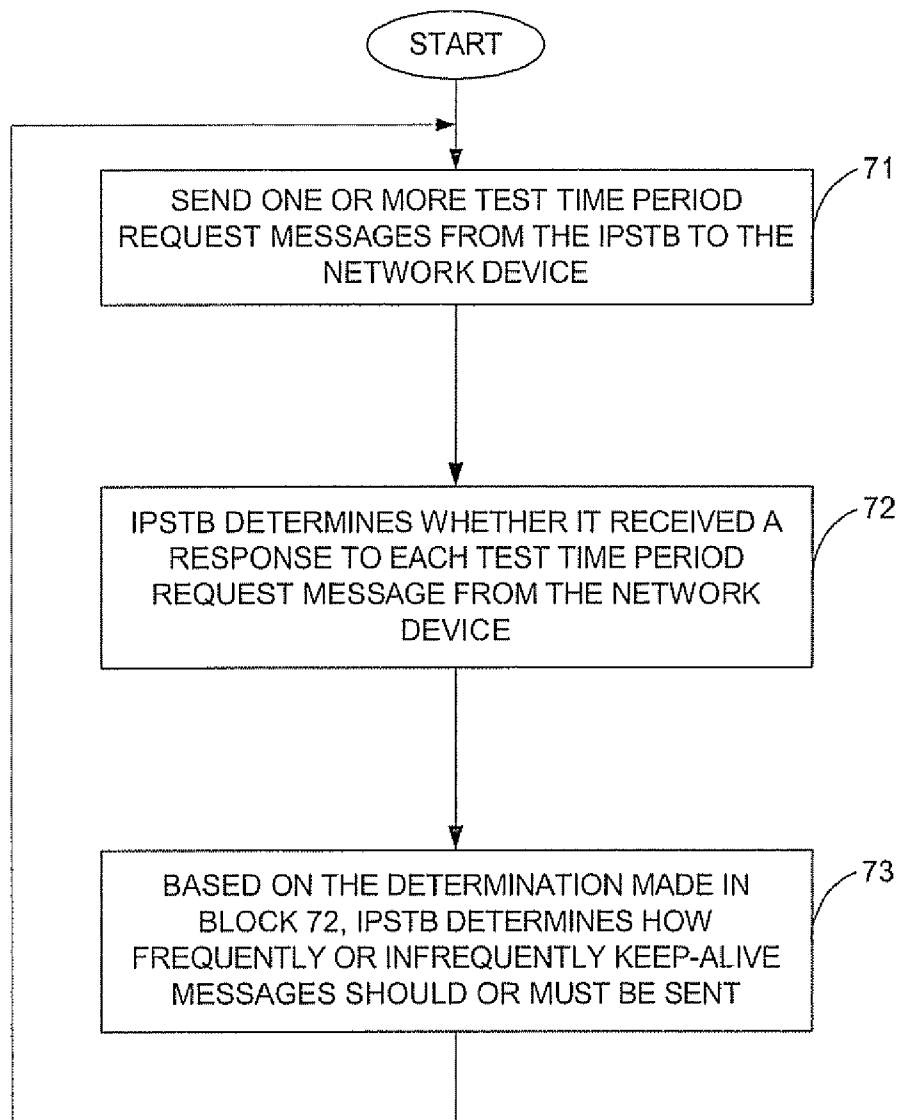 START
71
SEND ONE OR MORE TEST TIME PERIOD
REQUEST MESSAGES FROM THE IPSTB TO THE
NETWORK DEVICE
72
IPSTB DETERMINES WHETHER IT RECEIVED A
RESPONSE TO EACH TEST TIME PERIOD
REQUEST MESSAGE FROM THE NETWORK
DEVICE
73
BASED ON THE DETERMINATION MADE IN
BLOCK 72, IPSTB DETERMINES HOW
FREQUENTLY OR INFREQUENTLY KEEP-ALIVE
MESSAGES SHOULD OR MUST BE SENT